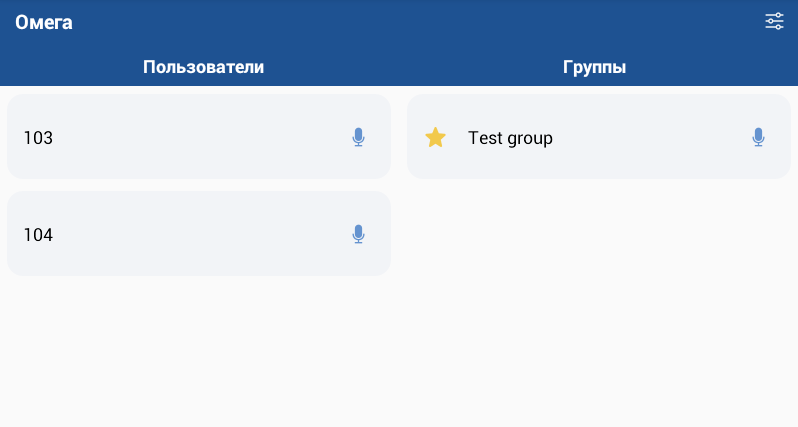 Омега
Пользователи
Группы
103
Test group
104